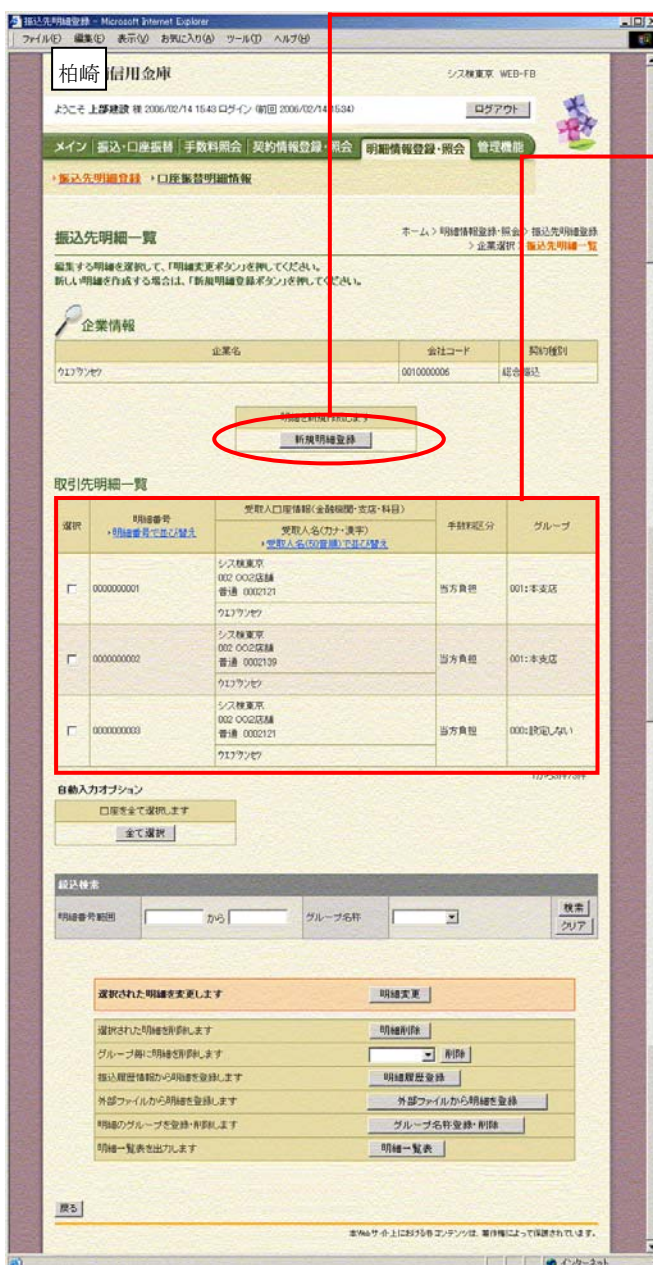 振込先明細登録 - Microsoft Internet Explorer
ファイル(F) 編集(E) 表示(V) お気に入り(A) ツール(T) ヘルプ(H)
柏崎信用金庫
シス検東京 WEB-FB
ようこそ 上部建設 様 2006/02/14 15:43 ログイン (前回 2006/02/14 15:34)
ログアウト
メイン 振込・口座振替 手数料照会 契約情報登録・照会 明細情報登録・照会 管理機能
振込先明細登録 口座振替明細情報
振込先明細一覧
ホーム > 明細情報登録・照会 > 振込先明細登録
> 企業選択 > 振込先明細一覧
編集する明細を選択して、「明細変更ボタン」を押してください。
新しい明細を作成する場合は、「新規明細登録ボタン」を押してください。
企業情報
企業名 会社コード 契約種別
ウエブケンセツ 0010000006 総合振込
明細を新規作成します
新規明細登録
取引先明細一覧
選択 明細番号 受取人口座情報(金融機関・支店・科目) 手数料区分 グループ
明細番号で並び替え 受取人名(カナ・漢字)
受取人名(50音順)で並び替え
シス検東京
002 002店舗
0000000001 普通 0002121 当方負担 001:本支店
ウエブケンセツ
シス検東京
002 002店舗
0000000002 普通 0002139 当方負担 001:本支店
ウエブケンセツ
シス検東京
002 002店舗
0000000003 普通 0002121 当方負担 000:設定しない
ウエブケンセツ
自動入力オプション
口座を全て選択します
全て選択
絞込検索
明細番号範囲 から グループ名称 検索
クリア
選択された明細を変更します 明細変更
選択された明細を削除します 明細削除
グループ毎に明細を削除します 削除
振込履歴情報から明細を登録します 明細履歴登録
外部ファイルから明細を登録します 外部ファイルから明細を登録
明細のグループを登録・削除します グループ名称登録・削除
明細一覧表を出力します 明細一覧表
戻る
本Webサイト上における各コンテンツは、著作権によって保護されています。
インターネット